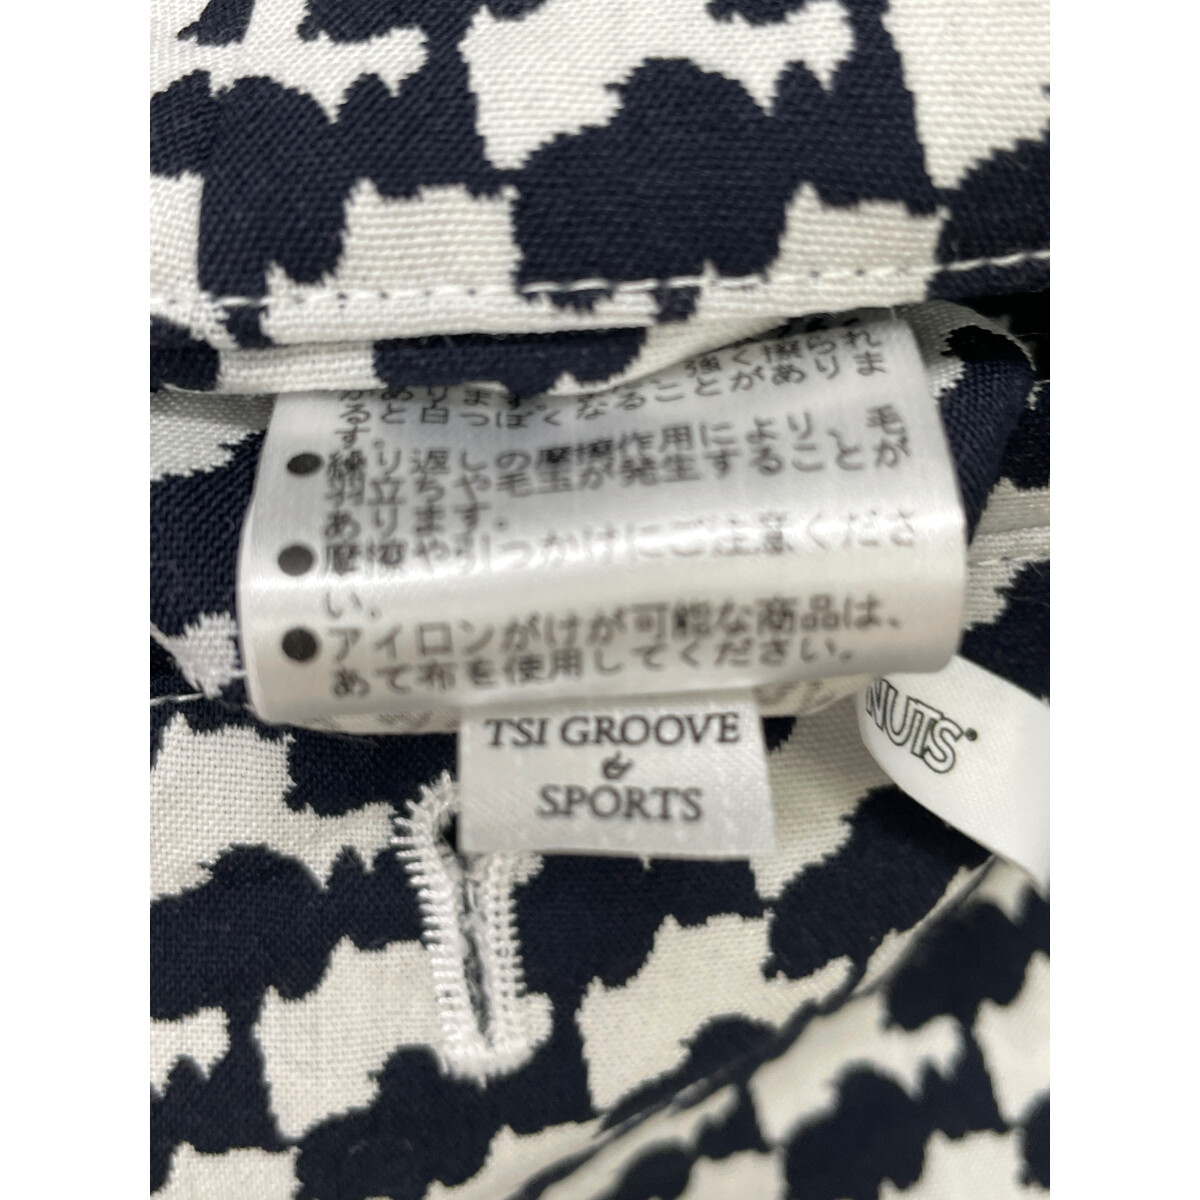 強く擦られ
がありますと白っぽくなることがありま
す。
●繰り返しの摩擦作用により、毛
羽立ちや毛玉が発生することが
あります。
●摩擦や引っかけにご注意くださ
い。
●アイロンがけが可能な商品は、
あて布を使用してください。
TSI GROOVE
&
SPORTS
NUTS